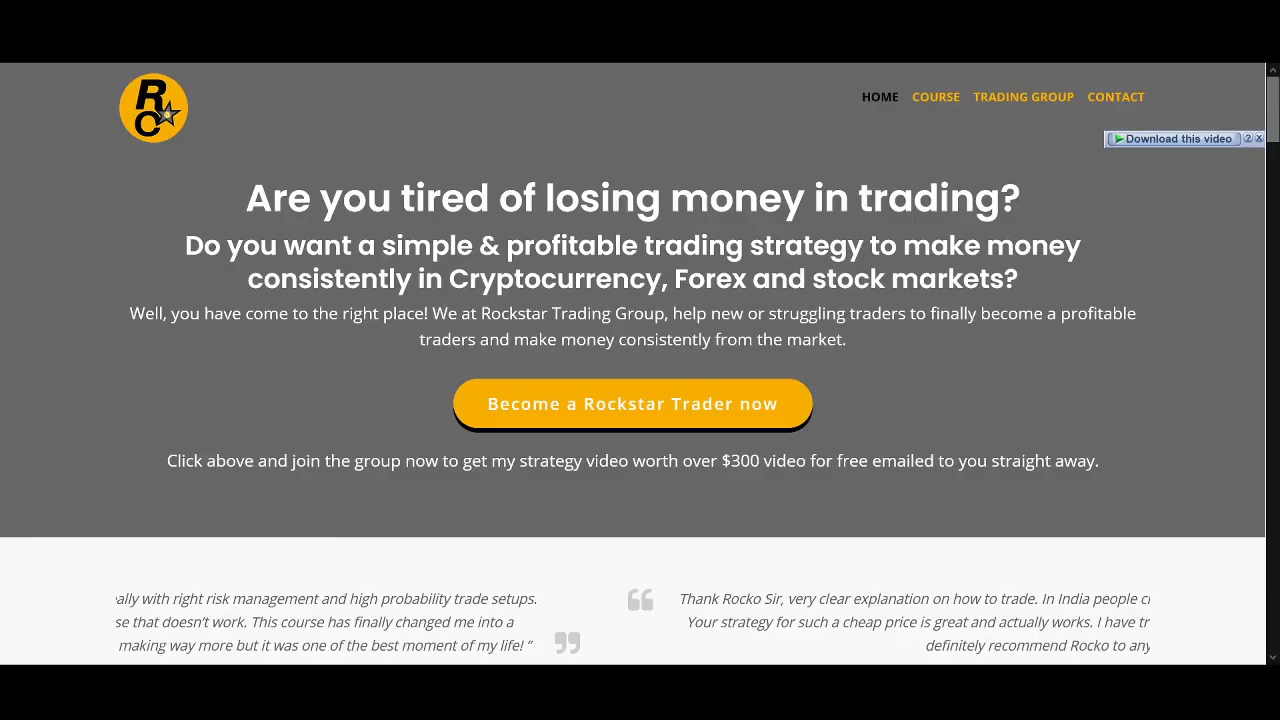 R
C
HOME COURSE TRADING GROUP CONTACT
Download this video ? X
Are you tired of losing money in trading?
Do you want a simple & profitable trading strategy to make money
consistently in Cryptocurrency, Forex and stock markets?
Well, you have come to the right place! We at Rockstar Trading Group, help new or struggling traders to finally become a profitable
traders and make money consistently from the market.
Become a Rockstar Trader now
Click above and join the group now to get my strategy video worth over $300 video for free emailed to you straight away.
ally with right risk management and high probability trade setups.
se that doesn't work. This course has finally changed me into a
making way more but it was one of the best moment of my life! ”
Thank Rocko Sir, very clear explanation on how to trade. In India people
Your strategy for such a cheap price is great and actually works. I have
definitely recommend Rocko to